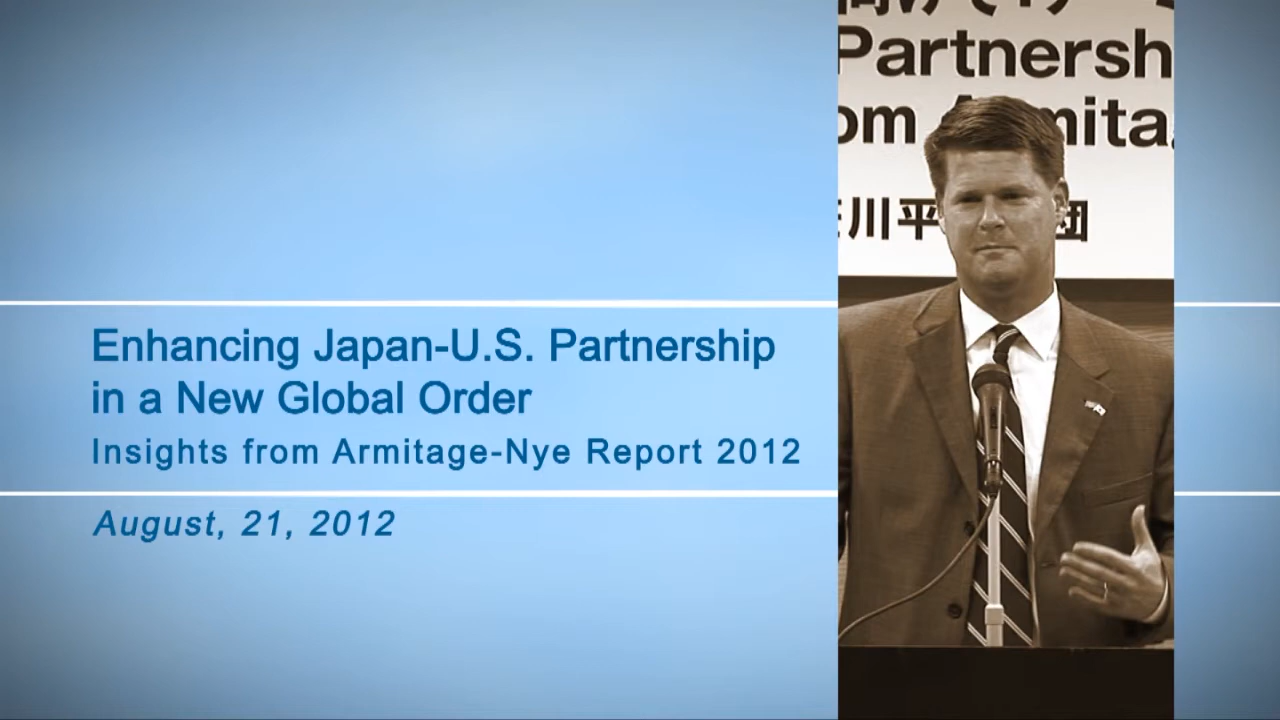 Enhancing Japan-U.S. Partnership
in a New Global Order
Insights from Armitage-Nye Report 2012
August, 21, 2012
Partnersh
om
川平
団